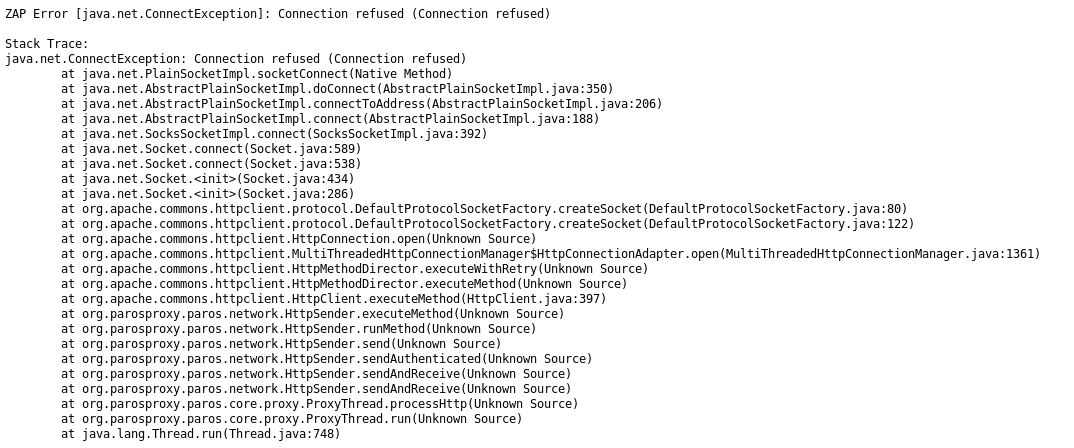 ZAP Error [java.net.ConnectException]: Connection refused (Connection refused)

Stack Trace:
java.net.ConnectException: Connection refused (Connection refused)
	at java.net.PlainSocketImpl.socketConnect(Native Method)
	at java.net.AbstractPlainSocketImpl.doConnect(AbstractPlainSocketImpl.java:350)
	at java.net.AbstractPlainSocketImpl.connectToAddress(AbstractPlainSocketImpl.java:206)
	at java.net.AbstractPlainSocketImpl.connect(AbstractPlainSocketImpl.java:188)
	at java.net.SocksSocketImpl.connect(SocksSocketImpl.java:392)
	at java.net.Socket.connect(Socket.java:589)
	at java.net.Socket.connect(Socket.java:538)
	at java.net.Socket.<init>(Socket.java:434)
	at java.net.Socket.<init>(Socket.java:286)
	at org.apache.commons.httpclient.protocol.DefaultProtocolSocketFactory.createSocket(DefaultProtocolSocketFactory.java:80)
	at org.apache.commons.httpclient.protocol.DefaultProtocolSocketFactory.createSocket(DefaultProtocolSocketFactory.java:122)
	at org.apache.commons.httpclient.HttpConnection.open(Unknown Source)
	at org.apache.commons.httpclient.MultiThreadedHttpConnectionManager$HttpConnectionAdapter.open(MultiThreadedHttpConnectionManager.java:1361)
	at org.apache.commons.httpclient.HttpMethodDirector.executeWithRetry(Unknown Source)
	at org.apache.commons.httpclient.HttpMethodDirector.executeMethod(Unknown Source)
	at org.apache.commons.httpclient.HttpClient.executeMethod(HttpClient.java:397)
	at org.parosproxy.paros.network.HttpSender.executeMethod(Unknown Source)
	at org.parosproxy.paros.network.HttpSender.runMethod(Unknown Source)
	at org.parosproxy.paros.network.HttpSender.send(Unknown Source)
	at org.parosproxy.paros.network.HttpSender.sendAuthenticated(Unknown Source)
	at org.parosproxy.paros.network.HttpSender.sendAndReceive(Unknown Source)
	at org.parosproxy.paros.network.HttpSender.sendAndReceive(Unknown Source)
	at org.parosproxy.paros.core.proxy.ProxyThread.processHttp(Unknown Source)
	at org.parosproxy.paros.core.proxy.ProxyThread.run(Unknown Source)
	at java.lang.Thread.run(Thread.java:748)